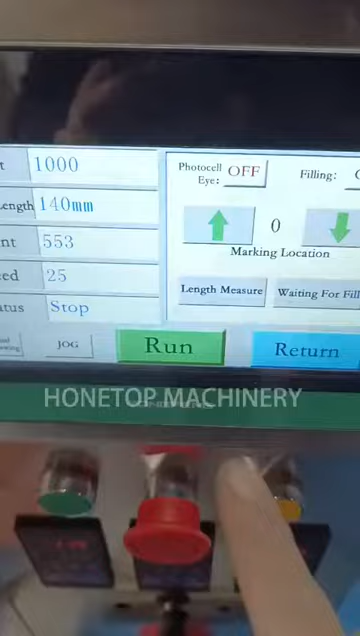 1000
Length 140mm
553
25
Stop
JOG
Run
Photocell Eye: OFF
Filling:
0
Marking Location
Length Measure
Waiting For Fill
Return
HONETOP MACHINERY